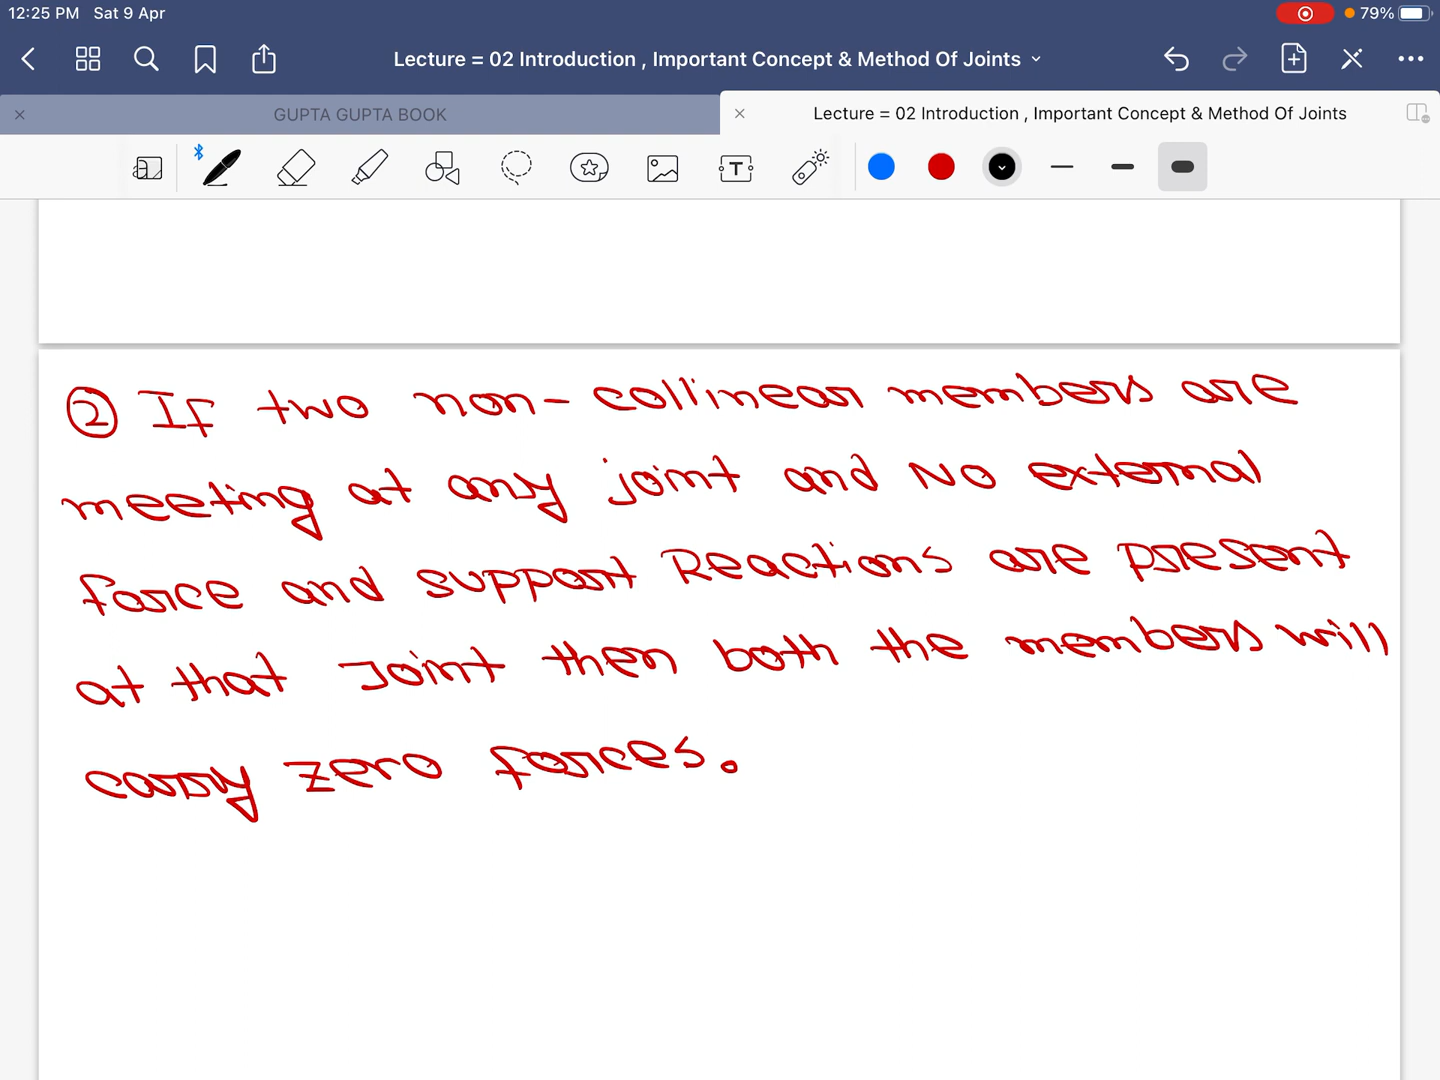 12:25 PM Sat 9 Apr
79%
Lecture = 02 Introduction , Important Concept & Method Of Joints
GUPTA GUPTA BOOK
Lecture = 02 Introduction , Important Concept & Method Of Joints
T
② If two non-collinear members are
meeting at any joint and No external
force and support Reactions are present
at that Joint then both the members will
carry zero forces.